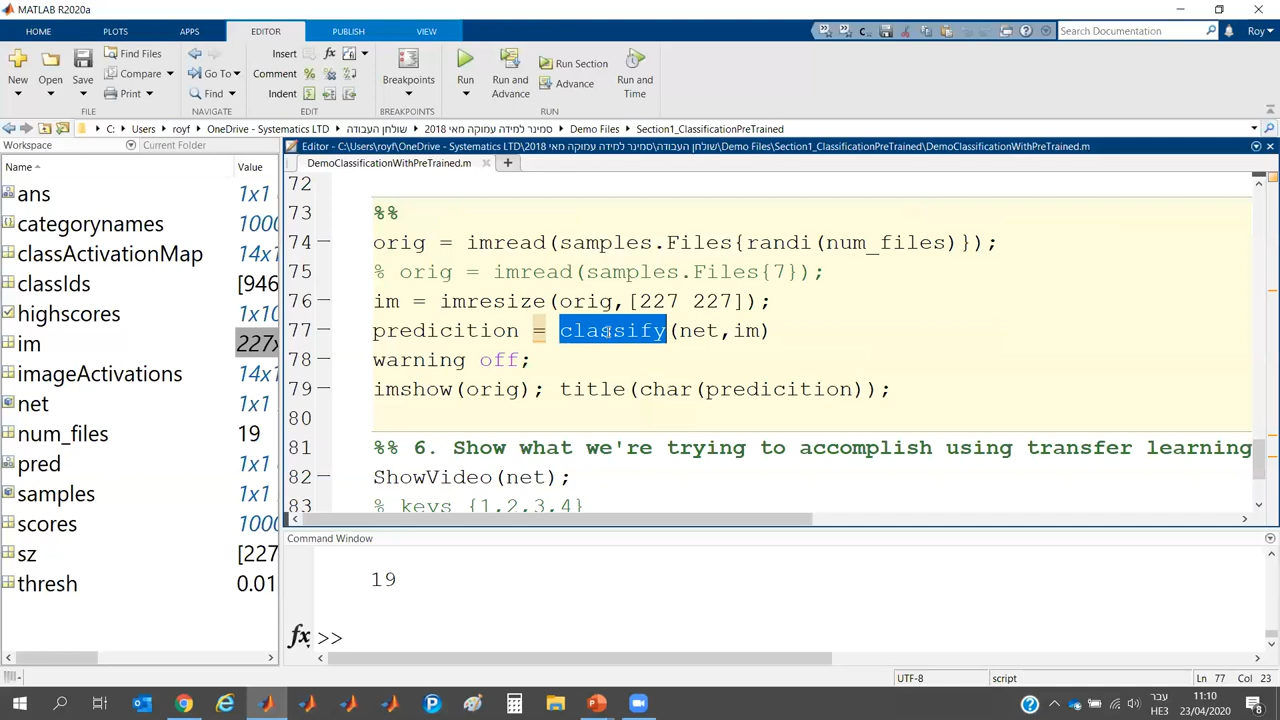 MATLAB R2020a
HOME PLOTS APPS EDITOR PUBLISH VIEW
Search Documentation
Roy
New Open Save
Find Files
Compare
Print
Go To
Find
Insert
Comment
Indent
Breakpoints
Run
Run and Advance
Run Section
Advance
Run and Time
FILE NAVIGATE EDIT BREAKPOINTS RUN
C: Users royf OneDrive - Systematics LTD שולחן העבודה סמינר למידה עמוקה מאי 2018 Demo Files Section1_ClassificationPreTrained
Workspace Current Folder
Name Value
ans 1x1
categorynames 1000
classActivationMap 14x1
classIds [946
highscores 1x10
im 227x
imageActivations 14x1
net 1x1
num_files 19
pred 1x1
samples 1x1
scores 1000
sz [227
thresh 0.01
Editor - C:\Users\royf\OneDrive - Systematics LTD\שולחן העבודה\סמינר למידה עמוקה מאי 2018\Demo Files\Section1_ClassificationPreTrained\DemoClassificationWithPreTrained.m
DemoClassificationWithPreTrained.m
72
73 %%
74 orig = imread(samples.Files{randi(num_files)});
75 % orig = imread(samples.Files{7});
76 im = imresize(orig,[227 227]);
77 predicition = classify(net,im)
78 warning off;
79 imshow(orig); title(char(predicition));
80
81 %% 6. Show what we're trying to accomplish using transfer learning
82 ShowVideo(net);
83 % keys {1,2,3,4}
Command Window
19
fx >>
UTF-8 script Ln 77 Col 23
עבר 11:10
HE3 23/04/2020
8